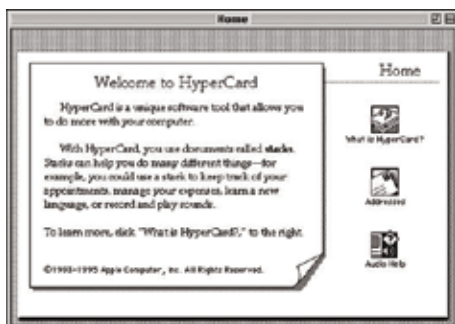 Home
Welcome to HyperCard
HyperCard is a unique software tool that allows you
to do more with your computer.
With HyperCard, you use documents called stacks.
Stacks can help you do many different things—for
example, you could use a stack to keep track of your
appointments, manage your expenses, learn a new
language, or record and play sounds.
To learn more, click "What is HyperCard?," to the right.
©1983-1995 Apple Computer, Inc. All Rights Reserved.
Home
What is HyperCard?
Addresses
Audio Help